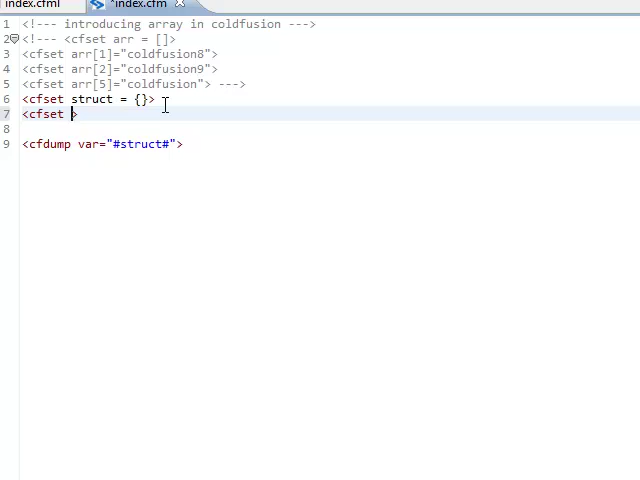 index.cfml *index.cfm
1 <!--- introducing array in coldfusion --->
2 <!--- <cfset arr = []>
3 <cfset arr[1]="coldfusion8">
4 <cfset arr[2]="coldfusion9">
5 <cfset arr[5]="coldfusion"> --->
6 <cfset struct = {}>
7 <cfset >
8
9 <cfdump var="#struct#">